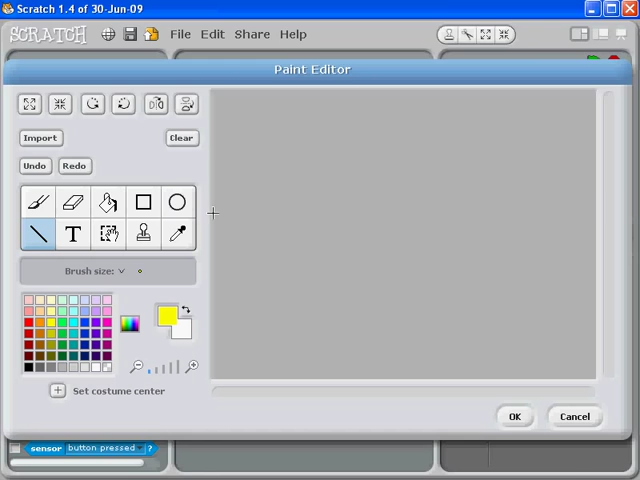 Scratch 1.4 of 30-Jun-09
SCRATCH File Edit Share Help
Paint Editor
Import Clear
Undo Redo
T
Brush size:
Set costume center
OK Cancel
sensor button pressed ?